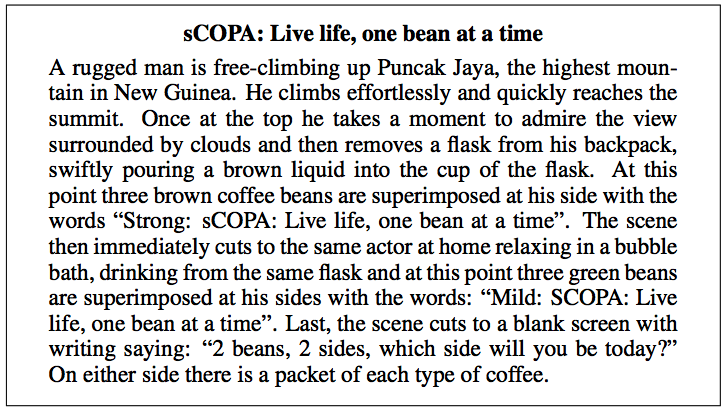 sCOPA: Live life, one bean at a time
A rugged man is free-climbing up Puncak Jaya, the highest moun-
tain in New Guinea. He climbs effortlessly and quickly reaches the
summit. Once at the top he takes a moment to admire the view
surrounded by clouds and then removes a flask from his backpack,
swiftly pouring a brown liquid into the cup of the flask. At this
point three brown coffee beans are superimposed at his side with the
words “Strong: sCOPA: Live life, one bean at a time”. The scene
then immediately cuts to the same actor at home relaxing in a bubble
bath, drinking from the same flask and at this point three green beans
are superimposed at his sides with the words: “Mild: SCOPA: Live
life, one bean at a time”. Last, the scene cuts to a blank screen with
writing saying: “2 beans, 2 sides, which side will you be today?”
On either side there is a packet of each type of coffee.